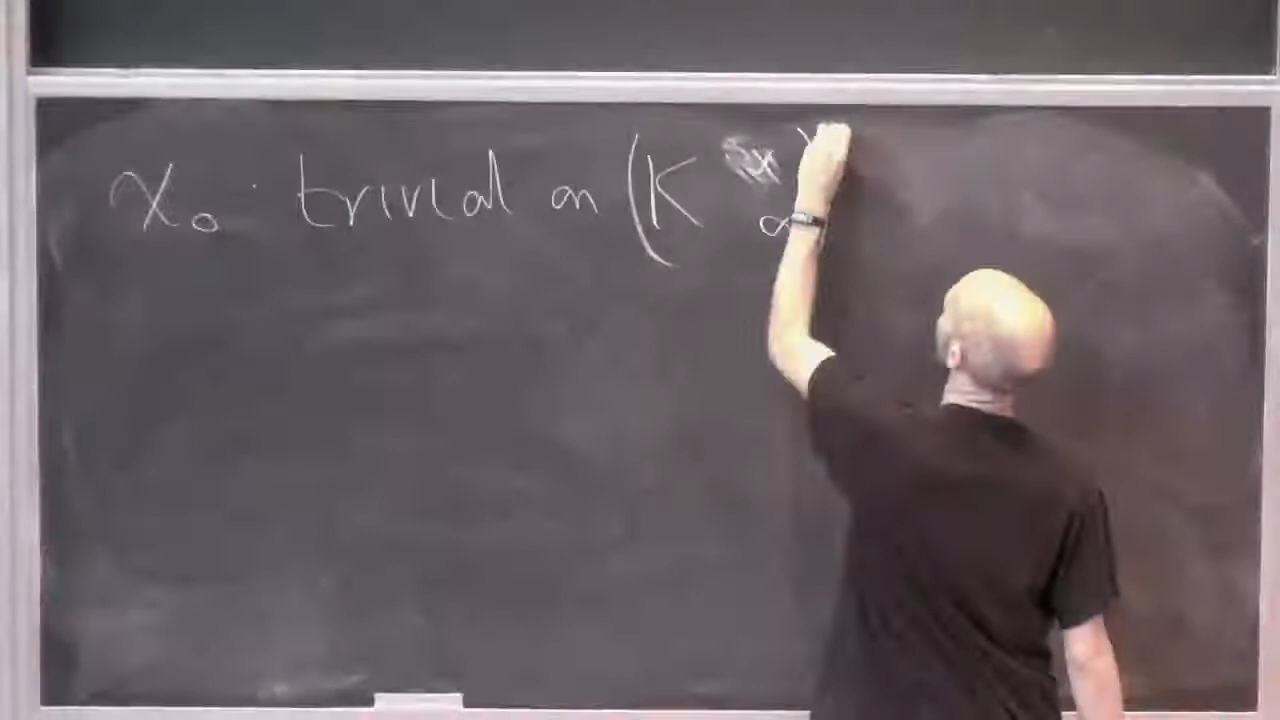 χ₀ trivial on (K ∞